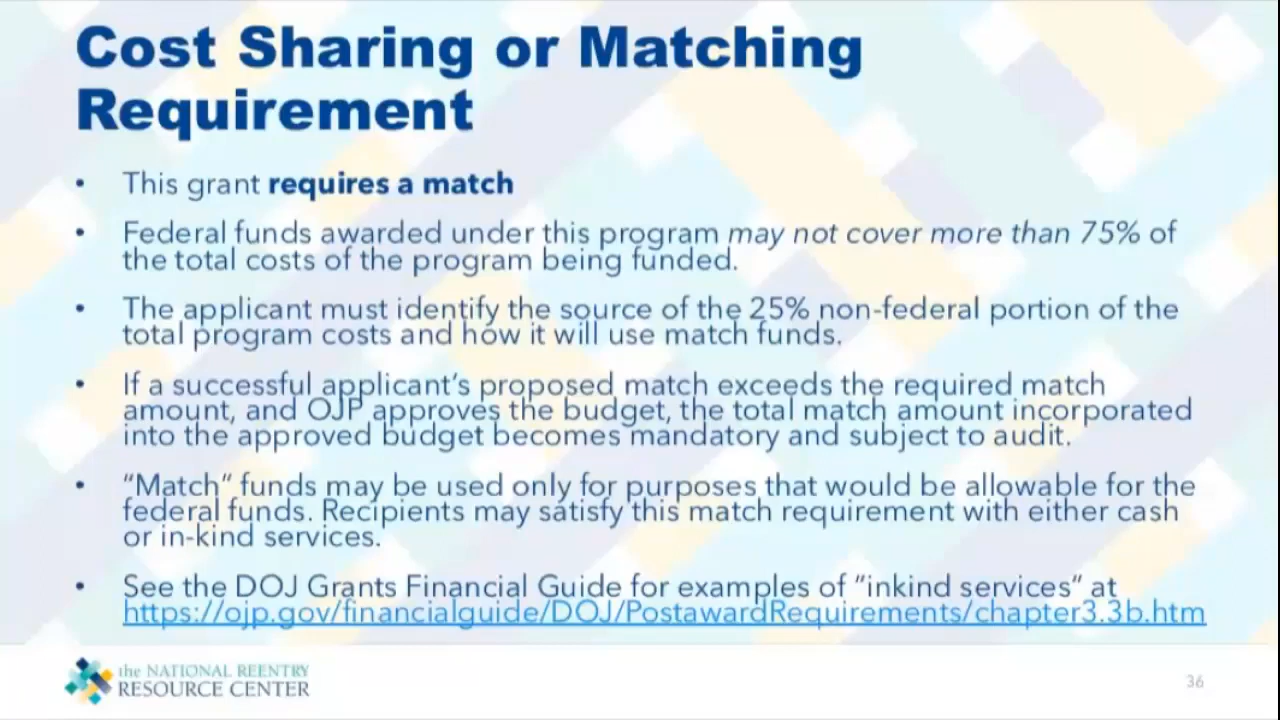 Cost Sharing or Matching
Requirement
• This grant requires a match
• Federal funds awarded under this program may not cover more than 75% of
the total costs of the program being funded.
• The applicant must identify the source of the 25% non-federal portion of the
total program costs and how it will use match funds.
• If a successful applicant's proposed match exceeds the required match
amount, and OJP approves the budget, the total match amount incorporated
into the approved budget becomes mandatory and subject to audit.
• “Match” funds may be used only for purposes that would be allowable for the
federal funds. Recipients may satisfy this match requirement with either cash
or in-kind services.
• See the DOJ Grants Financial Guide for examples of “inkind services” at
https://ojp.gov/financialguide/DOJ/PostawardRequirements/chapter3.3b.htm
the NATIONAL REENTRY
RESOURCE CENTER
36